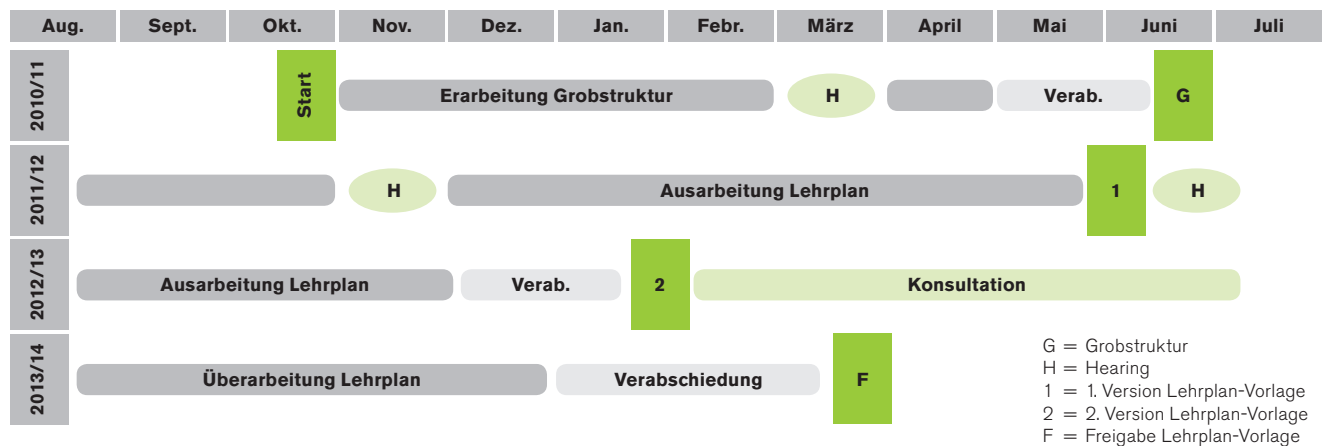 Aug. Sept. Okt. Nov. Dez. Jan. Febr. März April Mai Juni Juli
2010/11 Start Erarbeitung Grobstruktur H Verab. G
2011/12 H Ausarbeitung Lehrplan 1 H
2012/13 Ausarbeitung Lehrplan Verab. 2 Konsultation
2013/14 Überarbeitung Lehrplan Verabschiedung F
G = Grobstruktur
H = Hearing
1 = 1. Version Lehrplan-Vorlage
2 = 2. Version Lehrplan-Vorlage
F = Freigabe Lehrplan-Vorlage